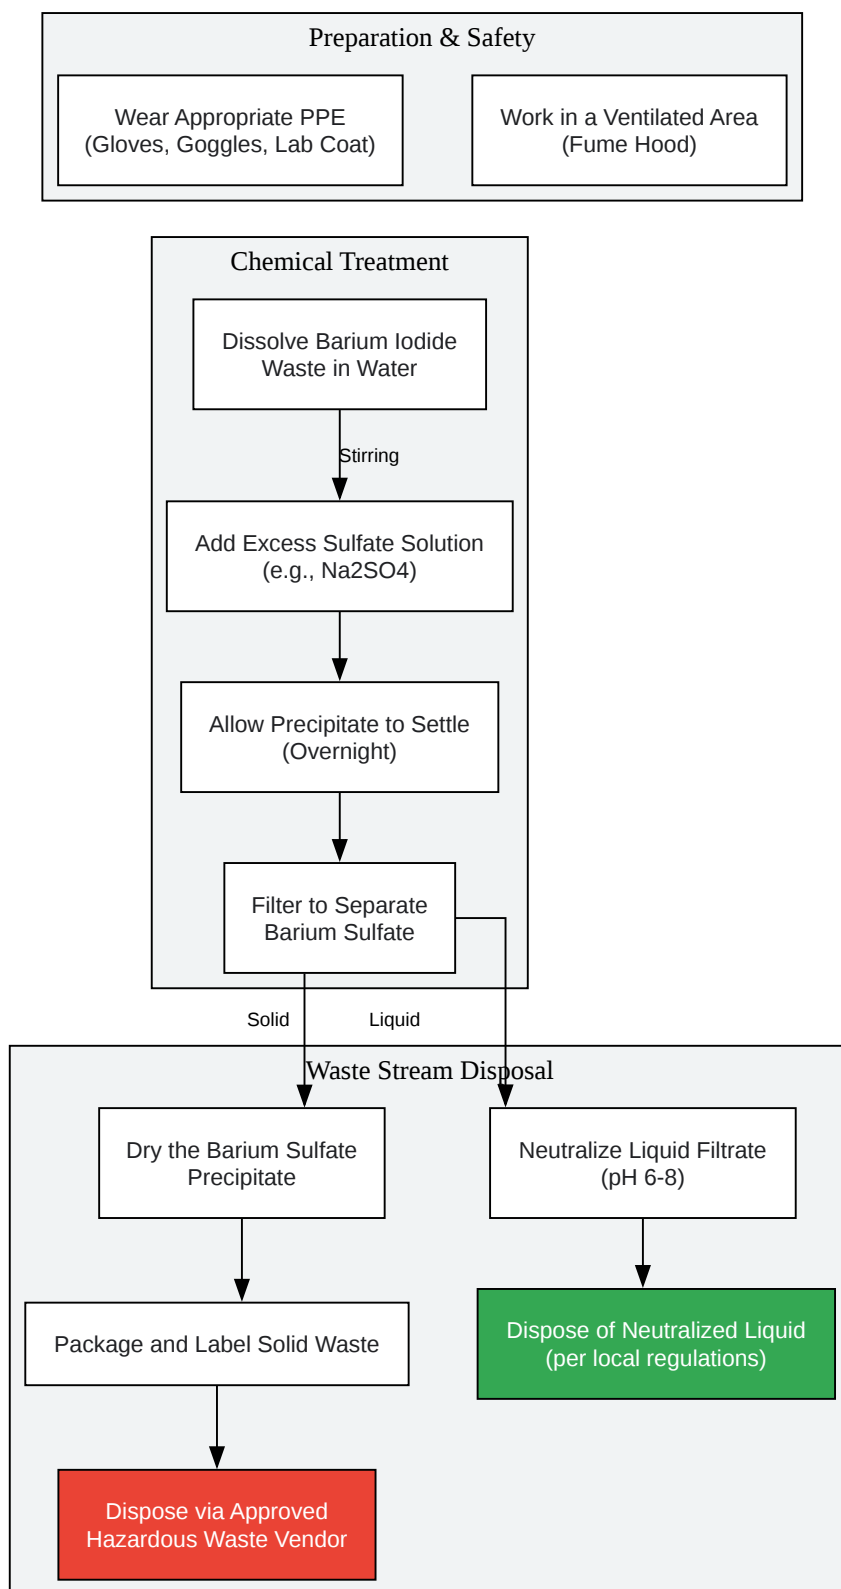 Preparation & Safety
Wear Appropriate PPE
(Gloves, Goggles, Lab Coat)
Work in a Ventilated Area
(Fume Hood)
Chemical Treatment
Dissolve Barium Iodide
Waste in Water
Stirring
Add Excess Sulfate Solution
(e.g., Na2SO4)
Allow Precipitate to Settle
(Overnight)
Filter to Separate
Barium Sulfate
Solid
Liquid
Waste Stream Disposal
Dry the Barium Sulfate
Precipitate
Neutralize Liquid Filtrate
(pH 6-8)
Package and Label Solid Waste
Dispose of Neutralized Liquid
(per local regulations)
Dispose via Approved
Hazardous Waste Vendor